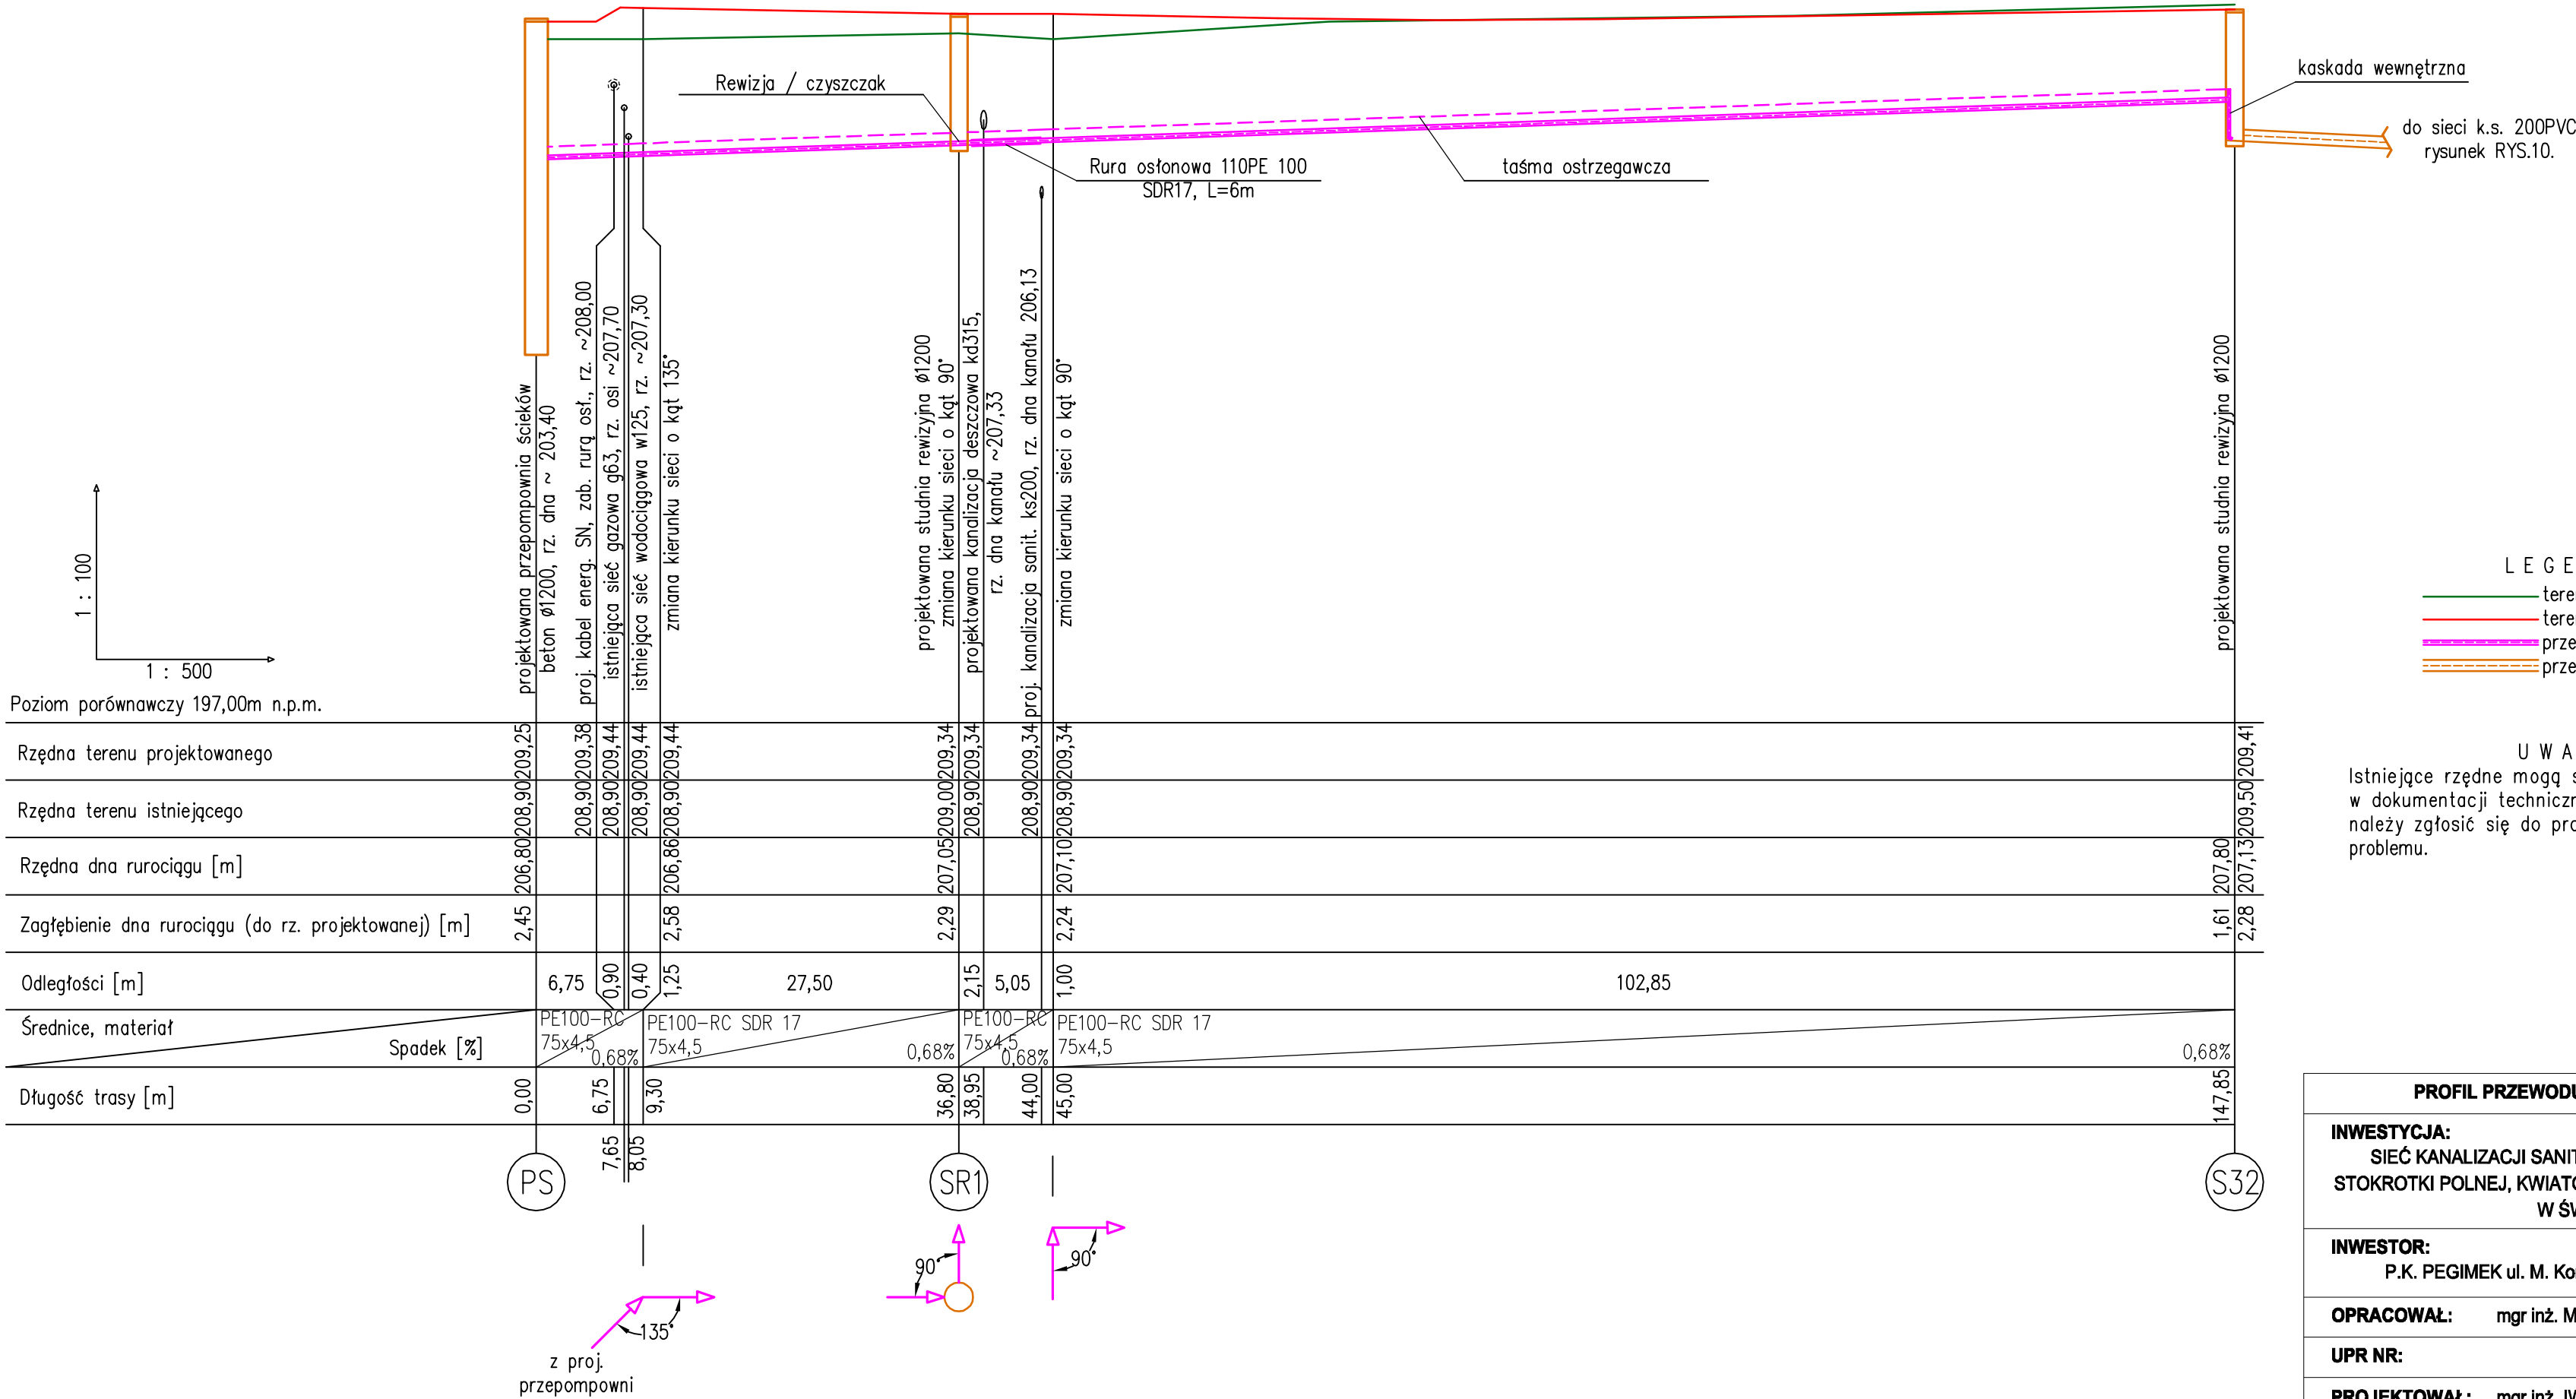 Rewizja / czyszczak
kaskada wewnętrzna
do sieci k.s. 200PVC
rysunek RYS.10.
Rura osłonowa 110PE 100
SDR17, L=6m
taśma ostrzegawcza
projektowana przepompownia ścieków
beton ø1200, rz. dna ~ 203,40
proj. kabel energ. SN, zab. rurą osł., rz. ~208,00
istniejąca sieć gazowa g63, rz. osi ~207,70
istniejąca sieć wodociągowa w125, rz. ~207,30
zmiana kierunku sieci o kąt 135°
projektowana studnia rewizyjna ø1200
zmiana kierunku sieci o kąt 90°
projektowana kanalizacja deszczowa kd315,
rz. dna kanału ~207,33
proj. kanalizacja sanit. ks200, rz. dna kanału 206,13
zmiana kierunku sieci o kąt 90°
projektowana studnia rewizyjna ø1200
1 : 100
1 : 500
Poziom porównawczy 197,00m n.p.m.
Rzędna terenu projektowanego 209,25 209,38 209,44 209,44 209,44 209,34 209,34 209,34 209,34 209,41
Rzędna terenu istniejącego 208,90 208,90 208,90 208,90 208,90 209,00 208,90 208,90 208,90 209,50
Rzędna dna rurociągu [m] 206,80 206,86 207,05 207,10 207,80 207,13
Zagłębienie dna rurociągu (do rz. projektowanej) [m] 2,45 2,58 2,29 2,24 1,61 2,28
Odległości [m] 6,75 0,90 0,40 1,25 27,50 2,15 5,05 1,00 102,85
Średnice, materiał
Spadek [%]
PE100-RC
75x4,5
0,68%
PE100-RC SDR 17
75x4,5
0,68%
PE100-RC
75x4,5
0,68%
PE100-RC SDR 17
75x4,5
0,68%
Długość trasy [m] 0,00 6,75 9,30 36,80 38,95 44,00 45,00 147,85
7,65 8,05
PS
SR1
S32
135°
z proj.
przepompowni
90°
90°
L E G E
tere
tere
prze
prze
U W A
Istniejące rzędne mogą s
w dokumentacji techniczn
należy zgłosić się do pro
problemu.
PROFIL PRZEWODU
INWESTYCJA:
SIEĆ KANALIZACJI SANIT
STOKROTKI POLNEJ, KWIATO
W ŚW
INWESTOR:
P.K. PEGIMEK ul. M. Ko
OPRACOWAŁ: mgr inż. M
UPR NR:
PROJEKTOWAŁ: mgr inż.